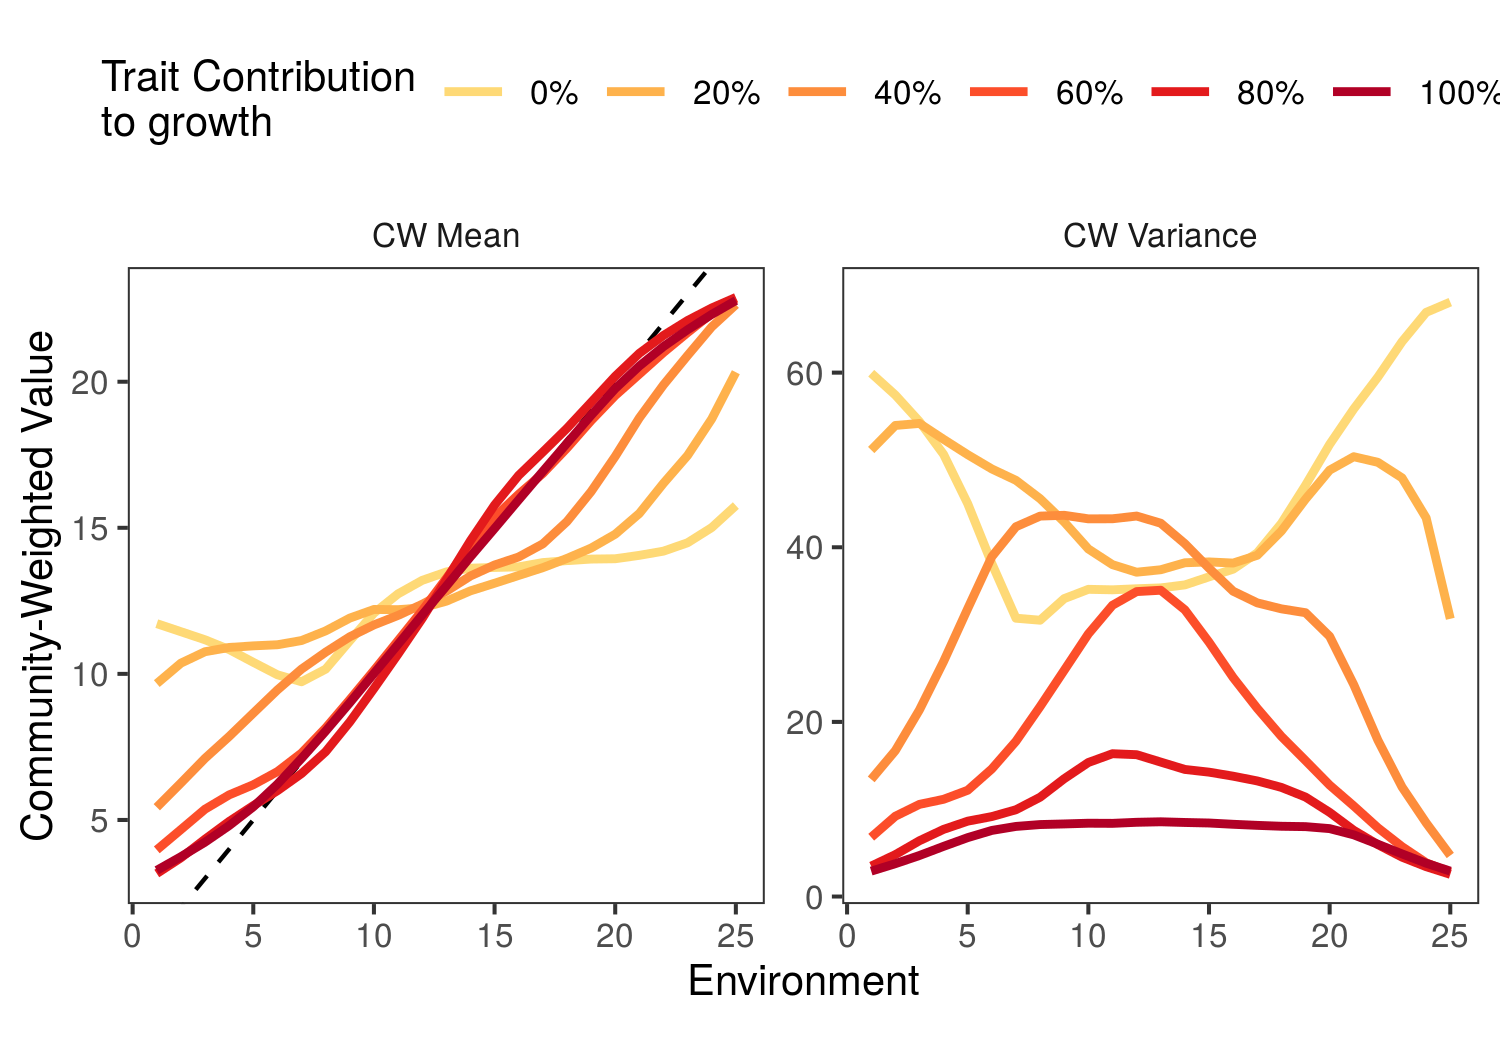 Trait Contribution
to growth
0% 20% 40% 60% 80% 100%
CW Mean CW Variance
Community-Weighted Value
20
15
10
5
60
40
20
0
0 5 10 15 20 25 0 5 10 15 20 25
Environment